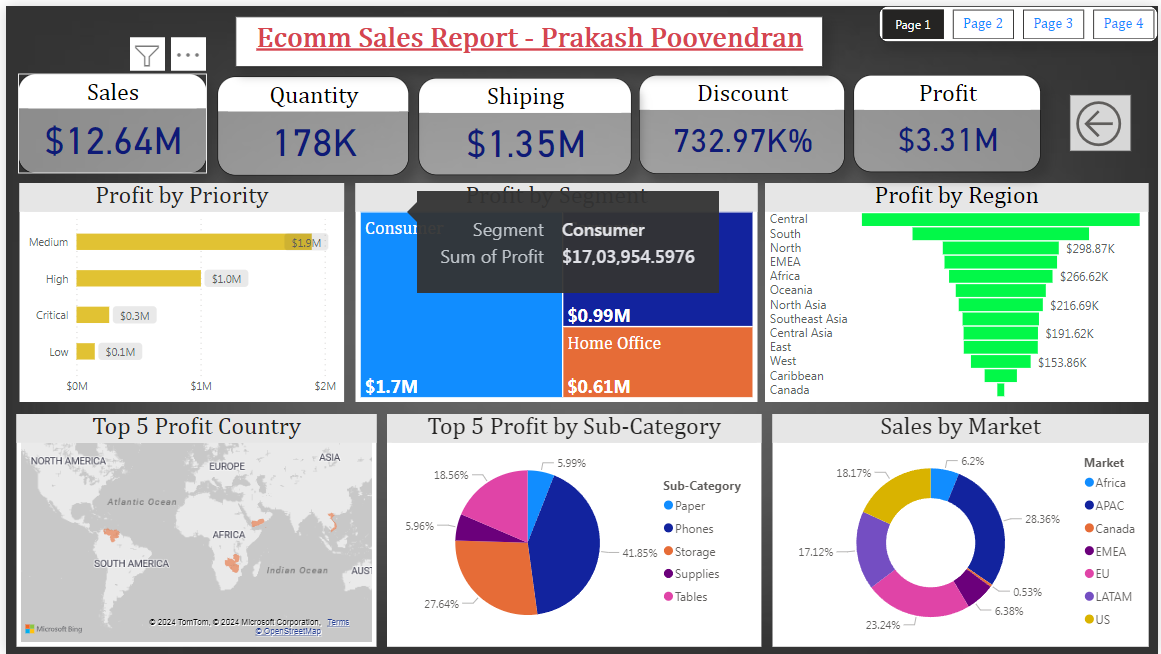 Page 1
Page 2
Page 3
Page 4
Ecomm Sales Report - Prakash Poovendran
Sales
$12.64M
Quantity
178K
Shiping
$1.35M
Discount
732.97K%
Profit
$3.31M
Profit by Priority
Medium
$1.9M
High
$1.0M
Critical
$0.3M
Low
$0.1M
$0M
$1M
$2M
Profit by Segment
Consumer
Segment Consumer
Sum of Profit $17,03,954.5976
$0.99M
Home Office
$1.7M
$0.61M
Profit by Region
Central
South
North
$298.87K
EMEA
Africa
$266.62K
Oceania
North Asia
$216.69K
Southeast Asia
Central Asia
$191.62K
East
West
$153.86K
Caribbean
Canada
Top 5 Profit Country
NORTH AMERICA
EUROPE
ASIA
Atlantic Ocean
AFRICA
SOUTH AMERICA
Indian Ocean
AUST
Microsoft Bing
© 2024 TomTom, © 2024 Microsoft Corporation, Terms
© OpenStreetMap
Top 5 Profit by Sub-Category
5.99%
18.56%
5.96%
41.85%
27.64%
Sub-Category
Paper
Phones
Storage
Supplies
Tables
Sales by Market
6.2%
18.17%
28.36%
17.12%
0.53%
6.38%
23.24%
Market
Africa
APAC
Canada
EMEA
EU
LATAM
US